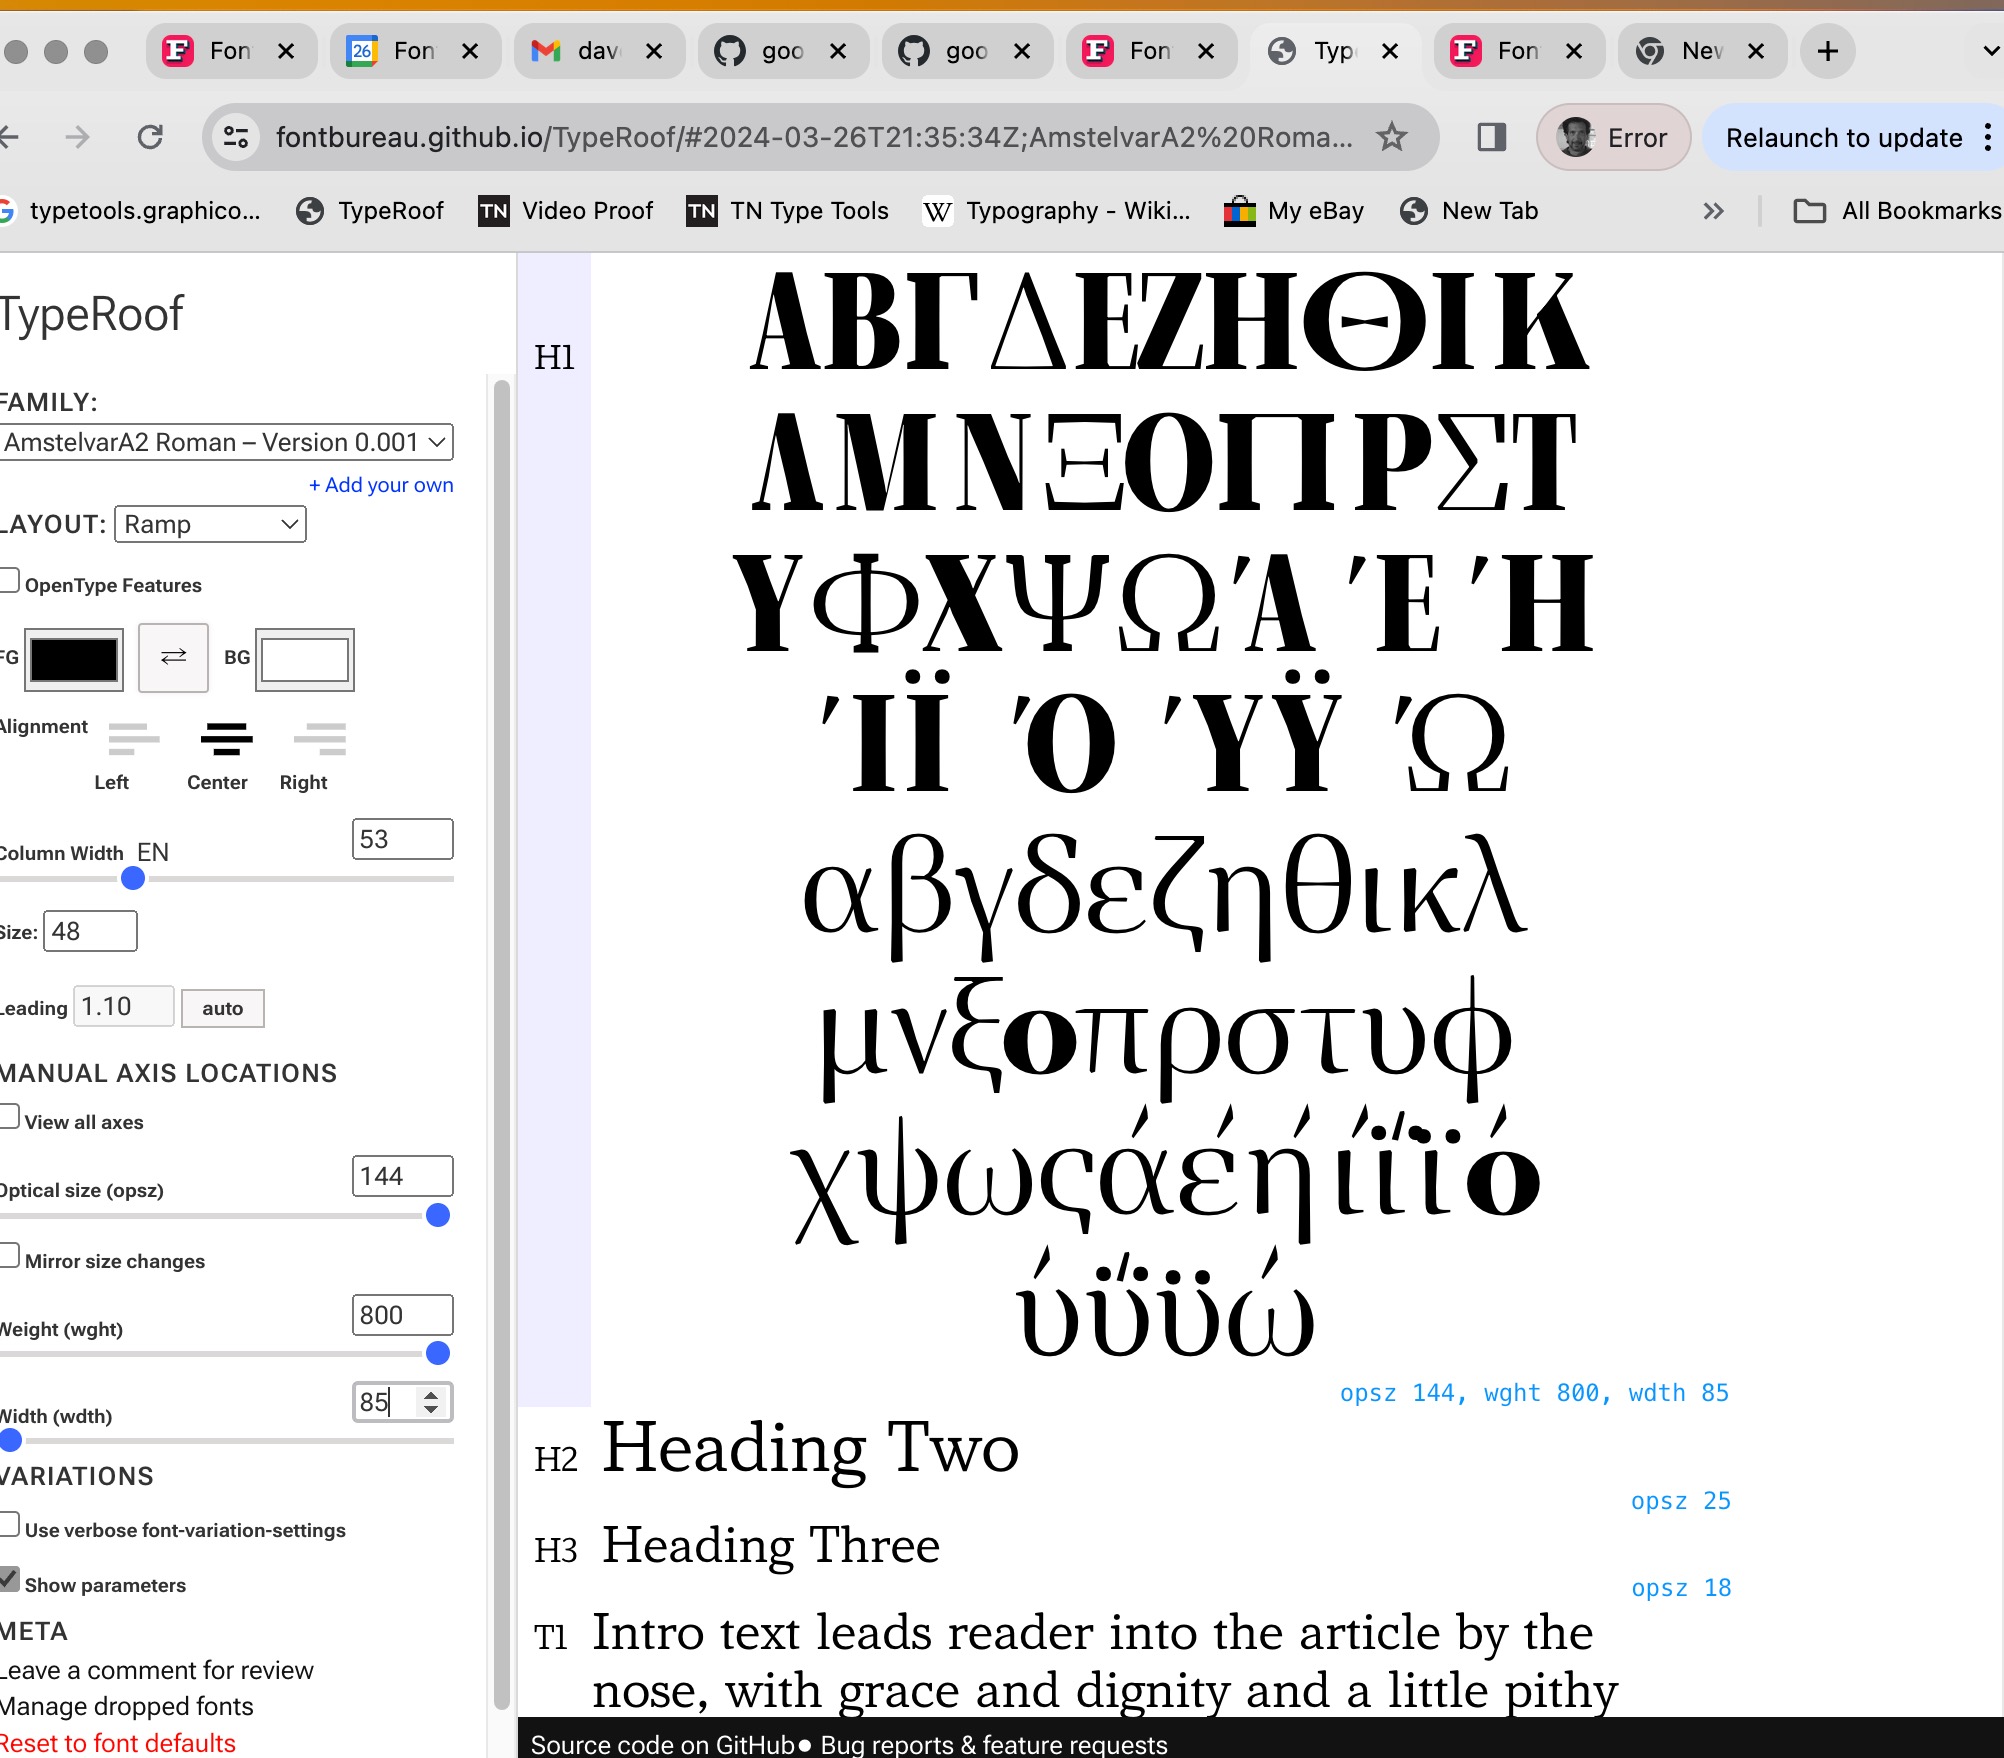 Fon
Fon
dav
goo
goo
Fon
Typ
Fon
New
fontbureau.github.io/TypeRoof/#2024-03-26T21:35:34Z;AmstelvarA2%20Roma...
Error
Relaunch to update
typetools.graphico...
TypeRoof
TN Video Proof
TN TN Type Tools
W Typography - Wiki...
My eBay
New Tab
All Bookmarks
TypeRoof
FAMILY:
AmstelvarA2 Roman – Version 0.001
+ Add your own
LAYOUT: Ramp
OpenType Features
FG
BG
Alignment
Left Center Right
Column Width EN 53
Size: 48
Leading 1.10 auto
MANUAL AXIS LOCATIONS
View all axes
Optical size (opsz) 144
Mirror size changes
Weight (wght) 800
Width (wdth) 85
VARIATIONS
Use verbose font-variation-settings
Show parameters
META
Leave a comment for review
Manage dropped fonts
Reset to font defaults
H1
ΑΒΓΔΕΖΗΘΙΚ
ΛΜΝΞΟΠΡΣΤ
ΥΦΧΨΩΆΈΉ
ΊΪΌΎΫΏ
αβγδεζηθικλ
μνξοπρστυφ
χψωςάέήίΐϊό
ύΰϋώ
opsz 144, wght 800, wdth 85
H2 Heading Two
opsz 25
H3 Heading Three
opsz 18
T1 Intro text leads reader into the article by the
nose, with grace and dignity and a little pithy
Source code on GitHub● Bug reports & feature requests